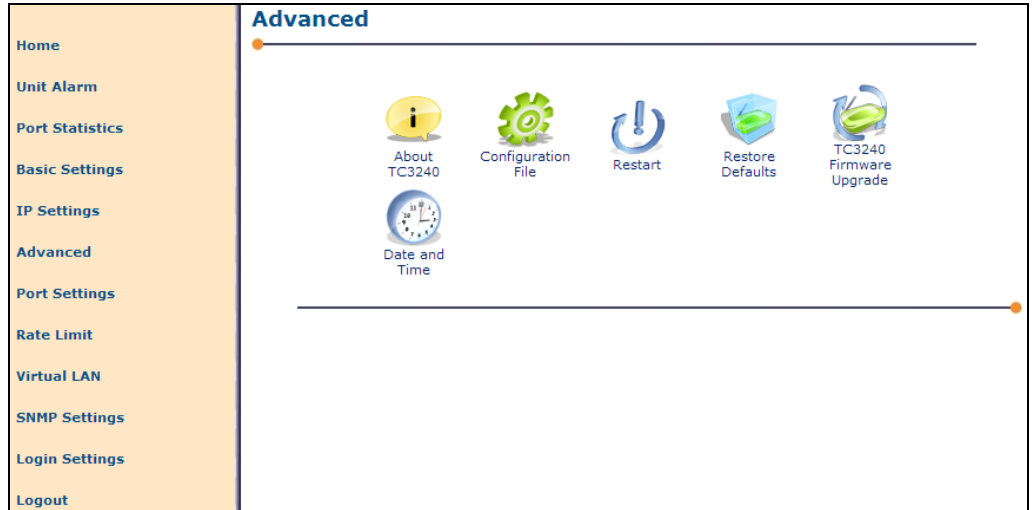 Home
Unit Alarm
Port Statistics
Basic Settings
IP Settings
Advanced
Port Settings
Rate Limit
Virtual LAN
SNMP Settings
Login Settings
Logout
Advanced
About
TC3240
Configuration
File
Restart
Restore
Defaults
TC3240
Firmware
Upgrade
Date and
Time